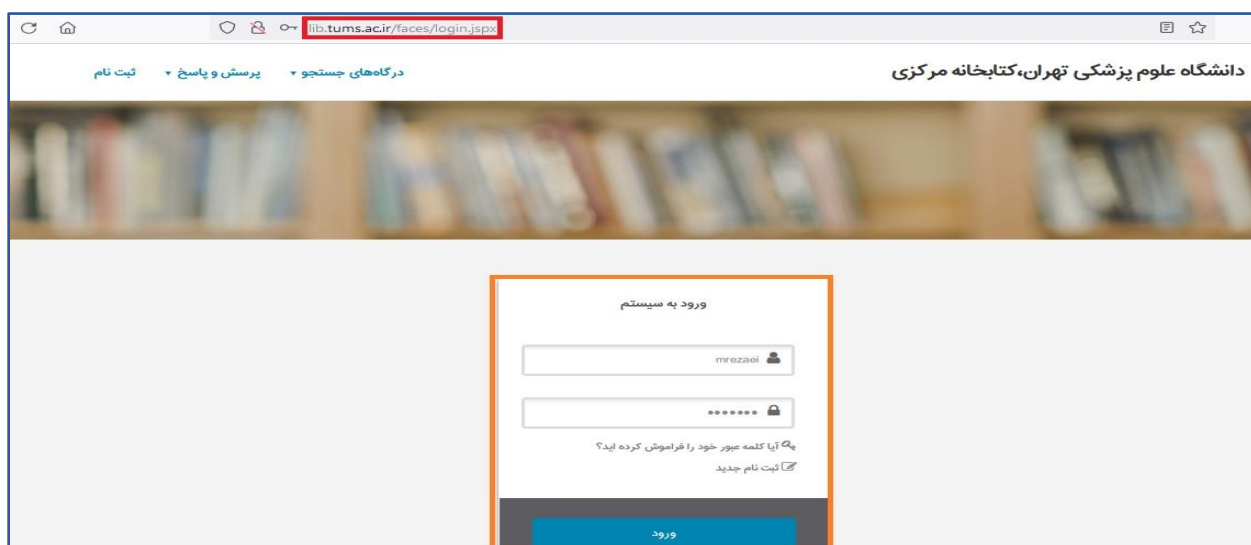 lib.tums.ac.ir/faces/login.jspx
دانشگاه علوم پزشکی تهران،کتابخانه مرکزی
درگاه‌های جستجو
پرسش و پاسخ
ثبت نام
ورود به سیستم
mrezaei
•••••••
آیا کلمه عبور خود را فراموش کرده اید؟
ثبت نام جدید
ورود